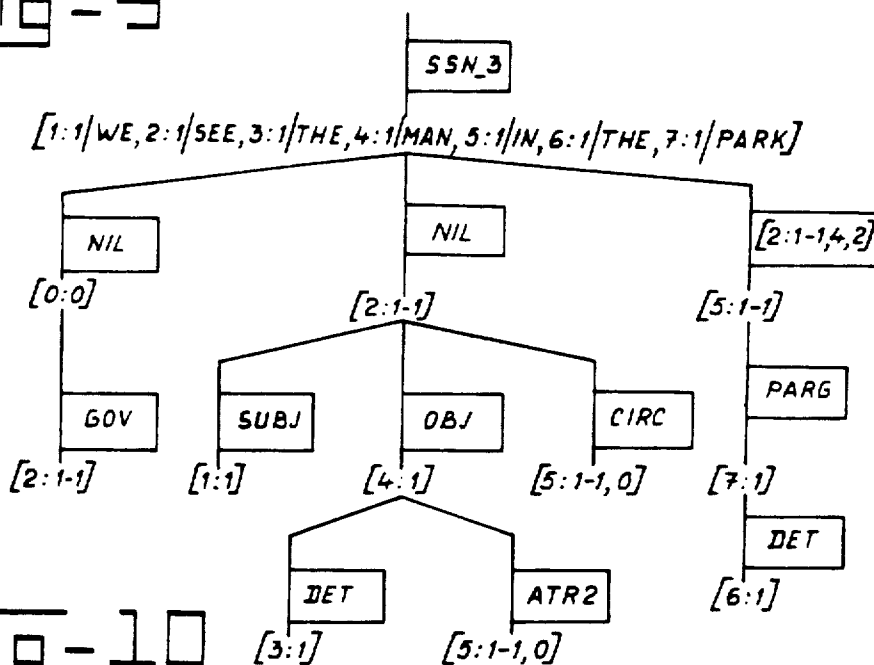 SSN_3
[1:1/WE, 2:1/SEE, 3:1/THE, 4:1/MAN, 5:1/IN, 6:1/THE, 7:1/PARK]
NIL NIL [2:1-1,4,2]
[0:0] [2:1-1] [5:1-1]
GOV SUBJ OBJ CIRC PARG
[2:1-1] [1:1] [4:1] [5:1-1,0] [7:1]
DET ATR2 DET
[3:1] [5:1-1,0] [6:1]